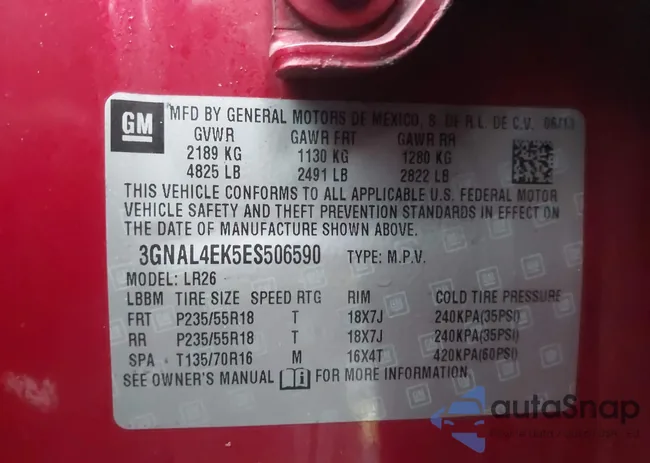 GM
MFD BY GENERAL MOTORS DE MEXICO, S. DE R.L. DE C.V. 06/13
GVWR GAWR FRT GAWR RR
2189 KG 1130 KG 1280 KG
4825 LB 2491 LB 2822 LB
THIS VEHICLE CONFORMS TO ALL APPLICABLE U.S. FEDERAL MOTOR
VEHICLE SAFETY AND THEFT PREVENTION STANDARDS IN EFFECT ON
THE DATE OF MANUFACTURE SHOWN ABOVE.
3GNAL4EK5ES506590 TYPE: M.P.V.
MODEL: LR26
LBBM TIRE SIZE SPEED RTG RIM COLD TIRE PRESSURE
FRT P235/55R18 T 18X7J 240KPA(35PSI)
RR P235/55R18 T 18X7J 240KPA(35PSI)
SPA T135/70R16 M 16X4T 420KPA(60PSI)
SEE OWNER'S MANUAL i FOR MORE INFORMATION.
autoSnap